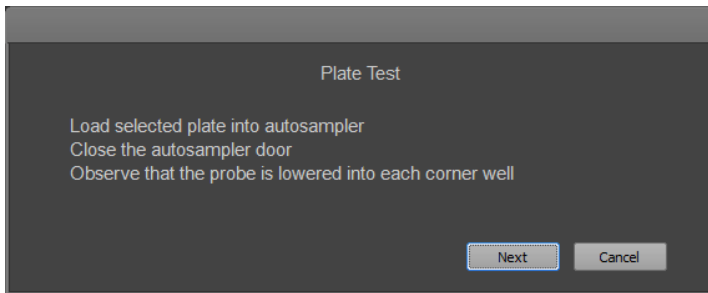 Plate Test
Load selected plate into autosampler
Close the autosampler door
Observe that the probe is lowered into each corner well
Next Cancel